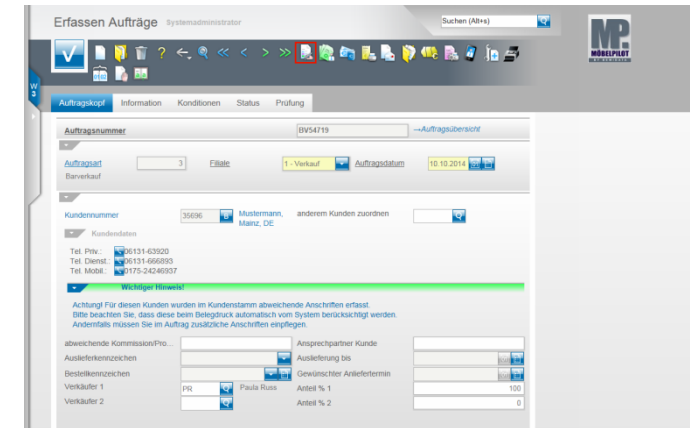 Erfassen Aufträge Systemadministrator
Suchen (Alt+s)
MP.
MÖBELPILOT
W
3
Auftragskopf Information Konditionen Status Prüfung
Auftragsnummer BV54719 →Auftragsübersicht
Auftragsart 3 Filiale 1 - Verkauf Auftragsdatum 10.10.2014
Barverkauf
Kundennummer 35696 Mustermann, anderem Kunden zuordnen
Mainz, DE
Kundendaten
Tel. Priv.: 06131-63920
Tel. Dienst.: 06131-666893
Tel. Mobil.: 0175-24246937
Wichtiger Hinweis!
Achtung! Für diesen Kunden wurden im Kundenstamm abweichende Anschriften erfasst.
Bitte beachten Sie, dass diese beim Belegdruck automatisch vom System berücksichtigt werden.
Andernfalls müssen Sie im Auftrag zusätzliche Anschriften einpflegen.
abweichende Kommission/Pro... Ansprechpartner Kunde
Auslieferkennzeichen Auslieferung bis
Bestellkennzeichen Gewünschter Anliefertermin
Verkäufer 1 PR Paula Russ Anteil % 1 100
Verkäufer 2 Anteil % 2 0